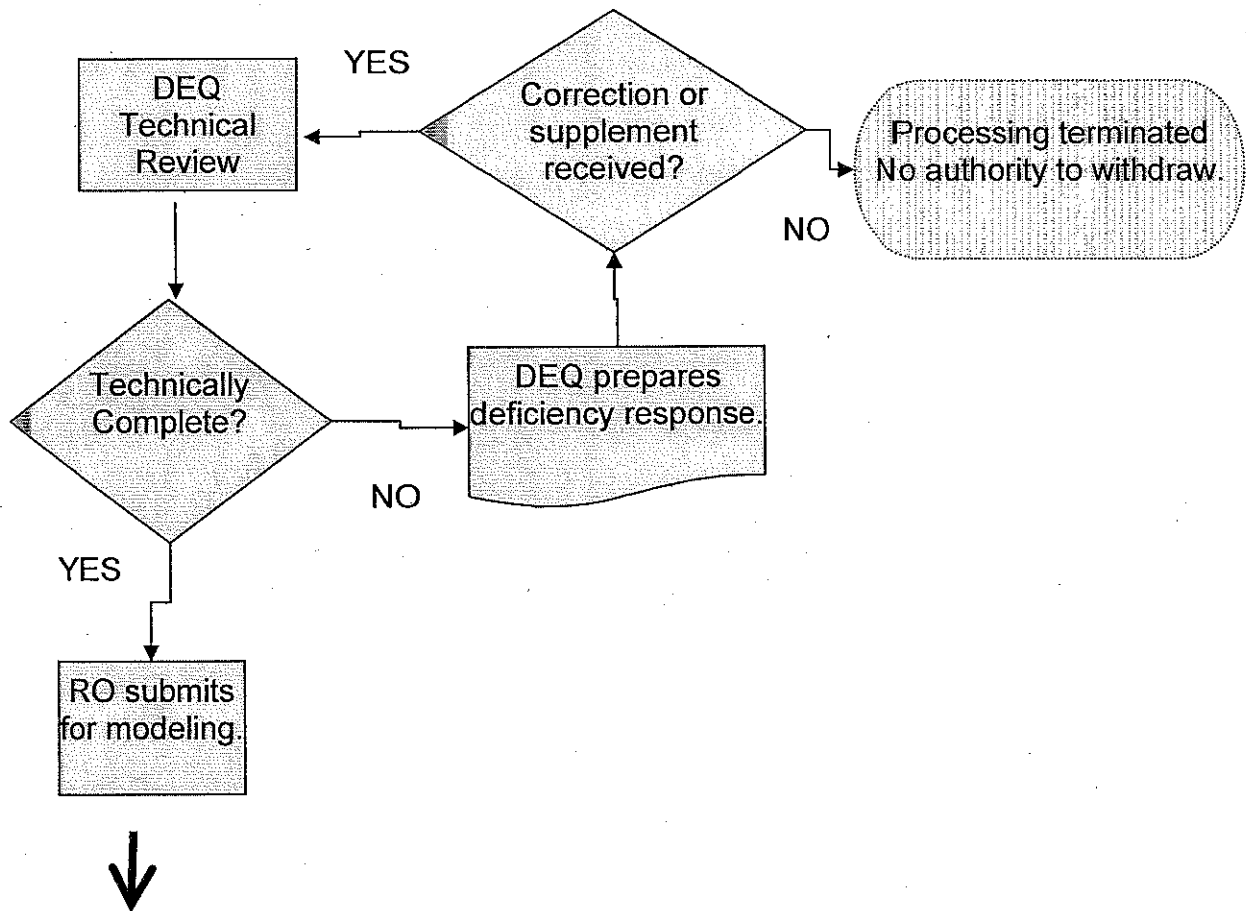 YES
DEQ
Technical
Review
Correction or
supplement
received?
Processing terminated
No authority to withdraw.
NO
Technically
Complete?
DEQ prepares
deficiency response.
NO
YES
RO submits
for modeling.